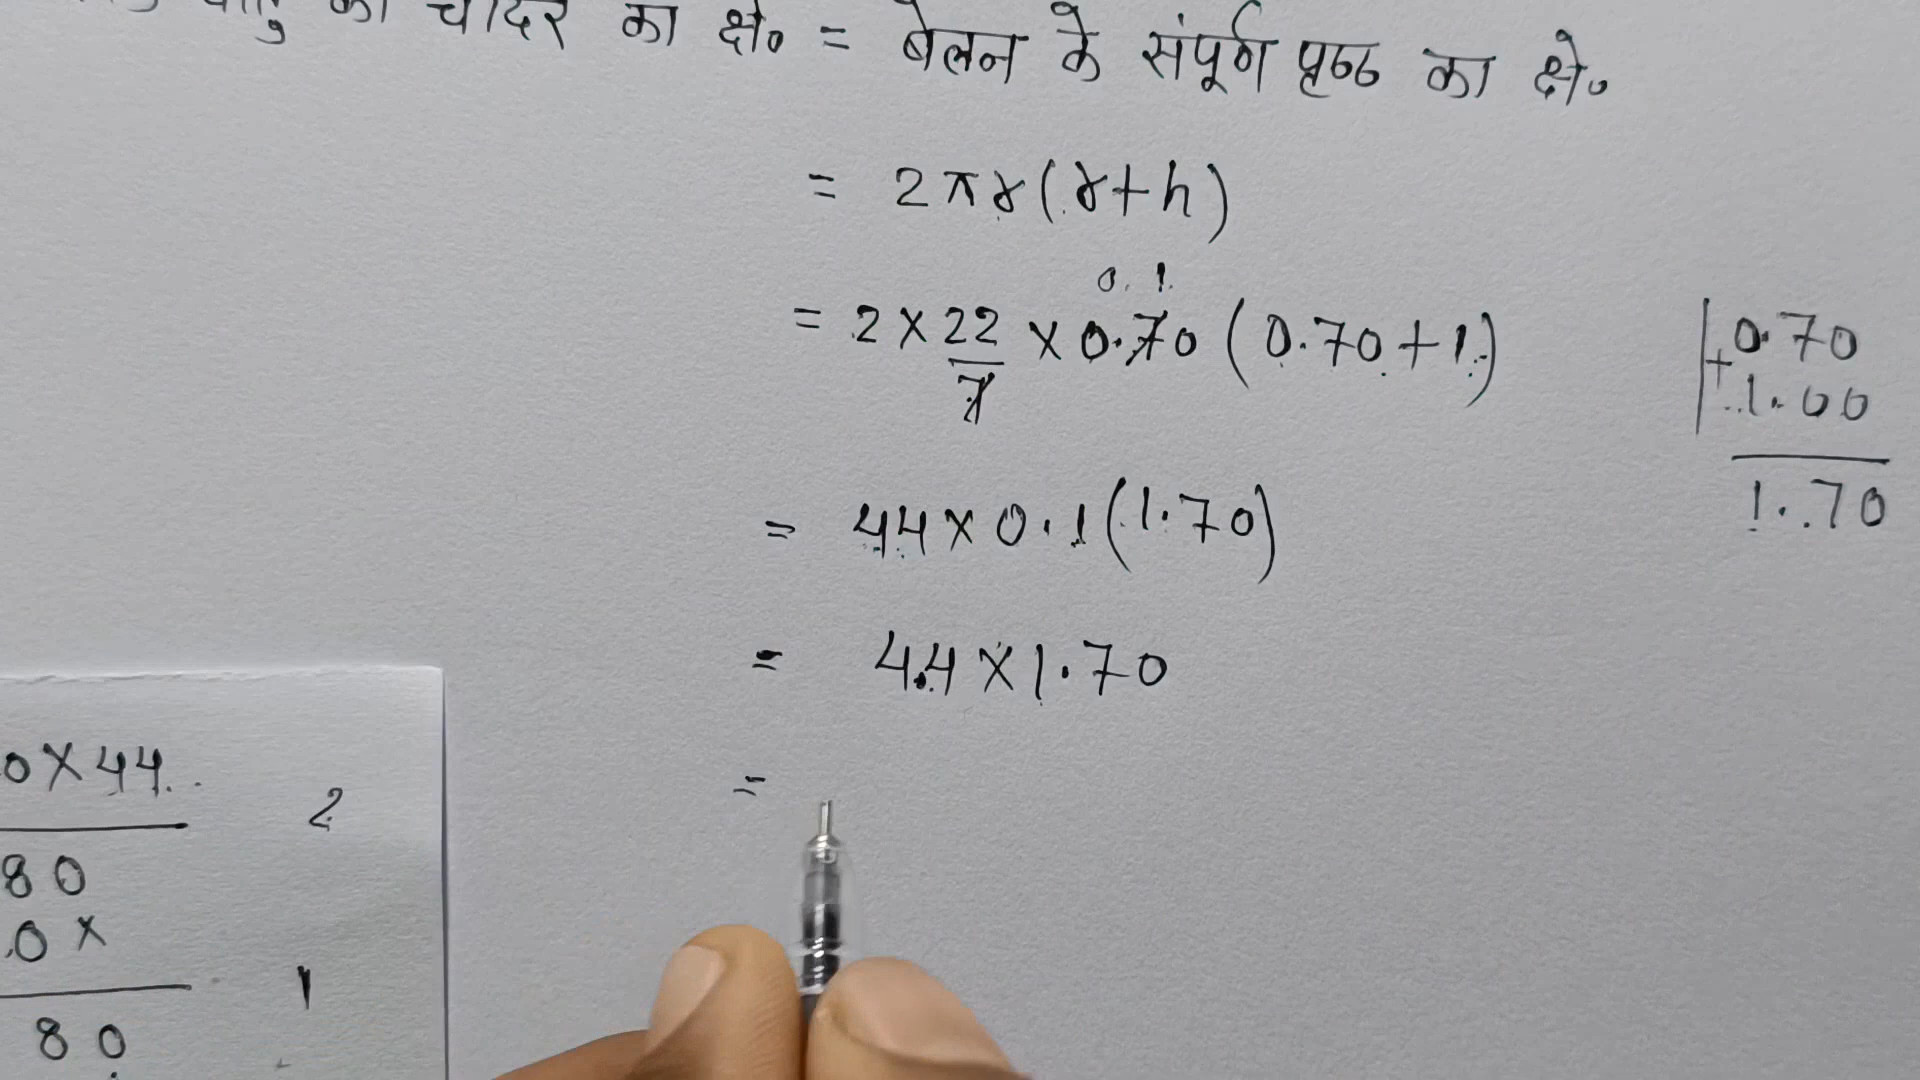 चादर का क्षे० = बेलन के संपूर्ण पृष्ठ का क्षे०
= 2πr(r+h)
0. 1
= 2 × 22/7 × 0.70 (0.70+1)
= 44 × 0.1 (1.70)
= 4.4 × 1.70
=
0.70
+ 1.00
1.70
0 × 44
2
80
0 ×
1
80